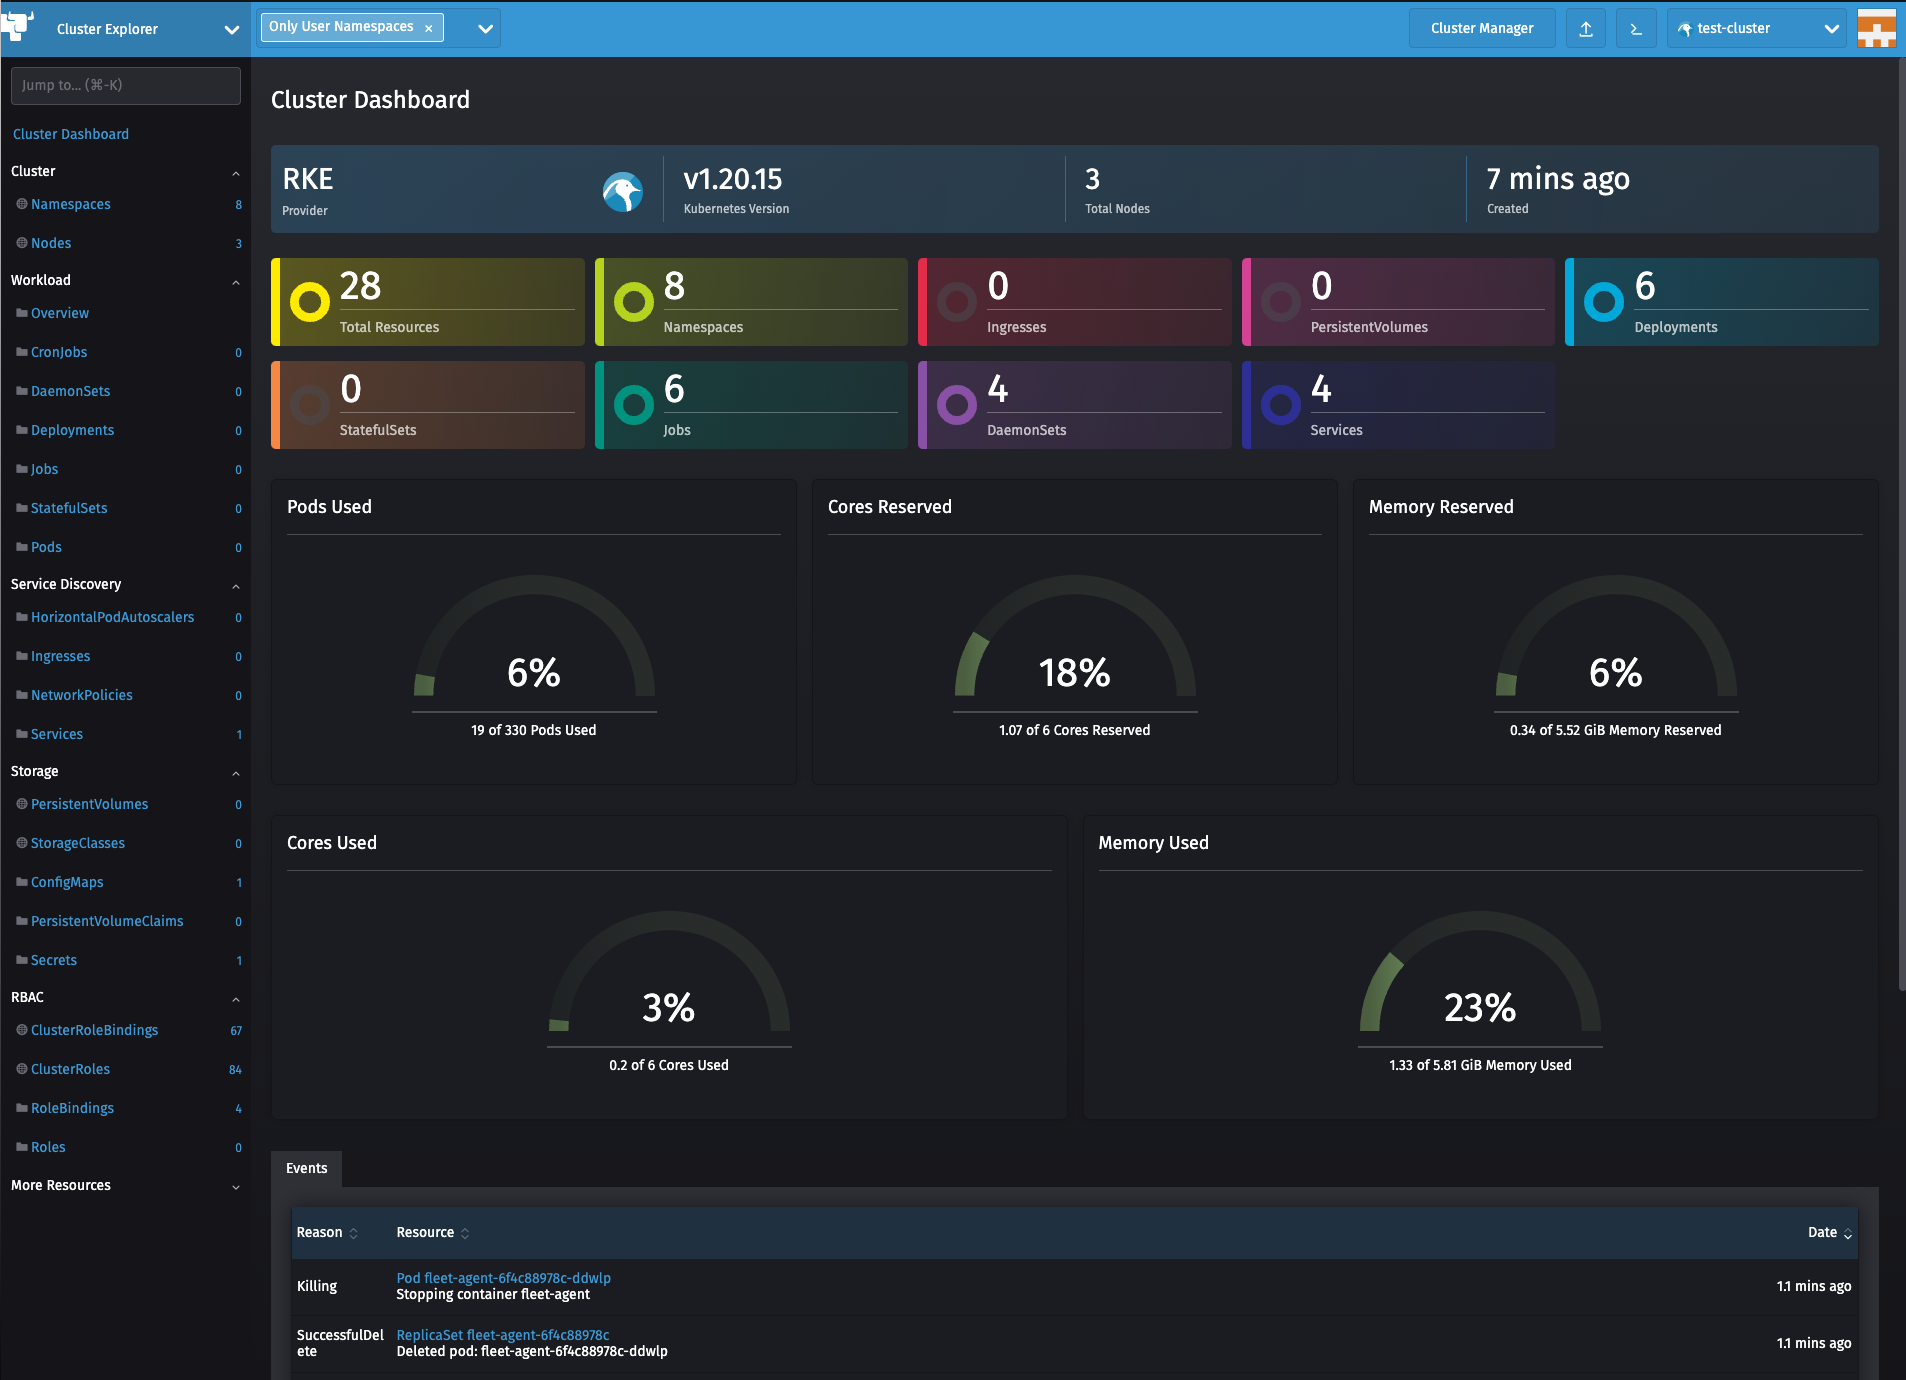 Cluster Explorer
Only User Namespaces ×
Cluster Manager
test-cluster
Jump to... (⌘-K)
Cluster Dashboard
Cluster
Namespaces 8
Nodes 3
Workload
Overview
CronJobs 0
DaemonSets 0
Deployments 0
Jobs 0
StatefulSets 0
Pods 0
Service Discovery
HorizontalPodAutoscalers 0
Ingresses 0
NetworkPolicies 0
Services 1
Storage
PersistentVolumes 0
StorageClasses 0
ConfigMaps 1
PersistentVolumeClaims 0
Secrets 1
RBAC
ClusterRoleBindings 67
ClusterRoles 84
RoleBindings 4
Roles 0
More Resources
Cluster Dashboard
RKE
Provider
v1.20.15
Kubernetes Version
3
Total Nodes
7 mins ago
Created
28
Total Resources
8
Namespaces
0
Ingresses
0
PersistentVolumes
6
Deployments
0
StatefulSets
6
Jobs
4
DaemonSets
4
Services
Pods Used
6%
19 of 330 Pods Used
Cores Reserved
18%
1.07 of 6 Cores Reserved
Memory Reserved
6%
0.34 of 5.52 GiB Memory Reserved
Cores Used
3%
0.2 of 6 Cores Used
Memory Used
23%
1.33 of 5.81 GiB Memory Used
Events
Reason Resource Date
Killing
Pod fleet-agent-6f4c88978c-ddwlp
Stopping container fleet-agent
1.1 mins ago
SuccessfulDel
ete
ReplicaSet fleet-agent-6f4c88978c
Deleted pod: fleet-agent-6f4c88978c-ddwlp
1.1 mins ago